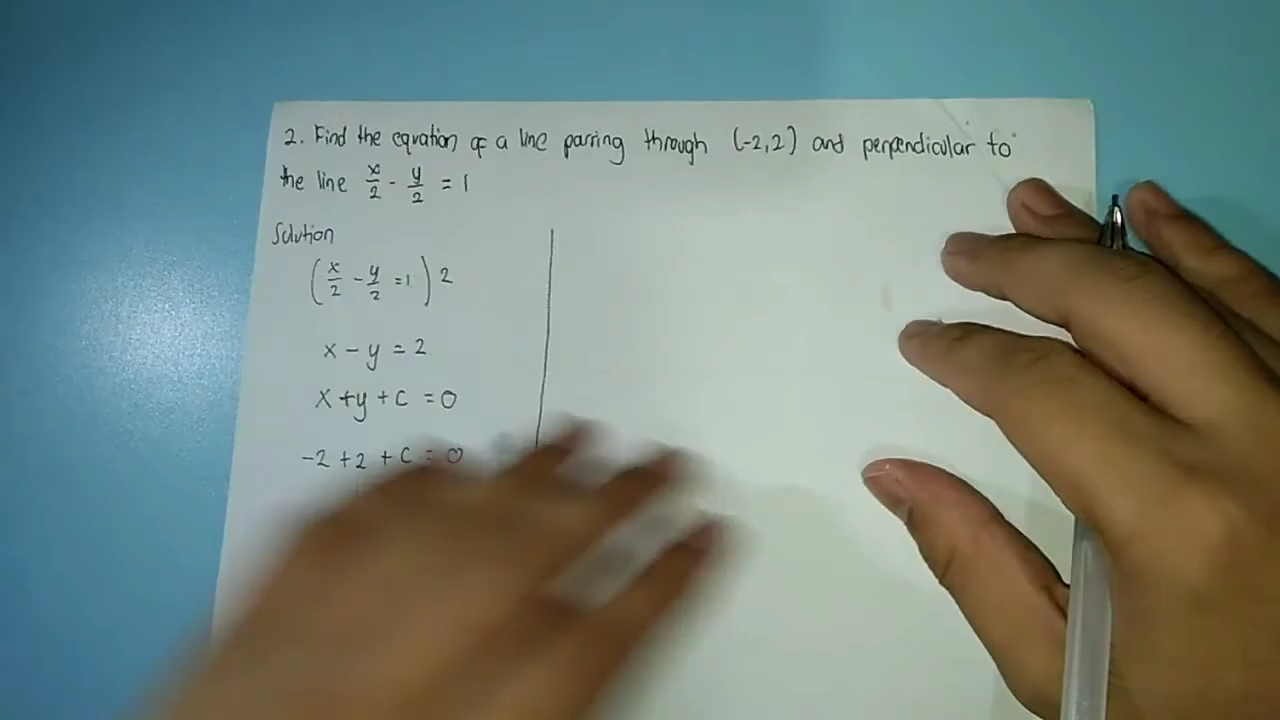 2. Find the equation of a line passing through (-2,2) and perpendicular to
the line x/2 - y/2 = 1
Solution
(x/2 - y/2 = 1) 2
x - y = 2
x + y + c = 0
-2 + 2 + c = 0